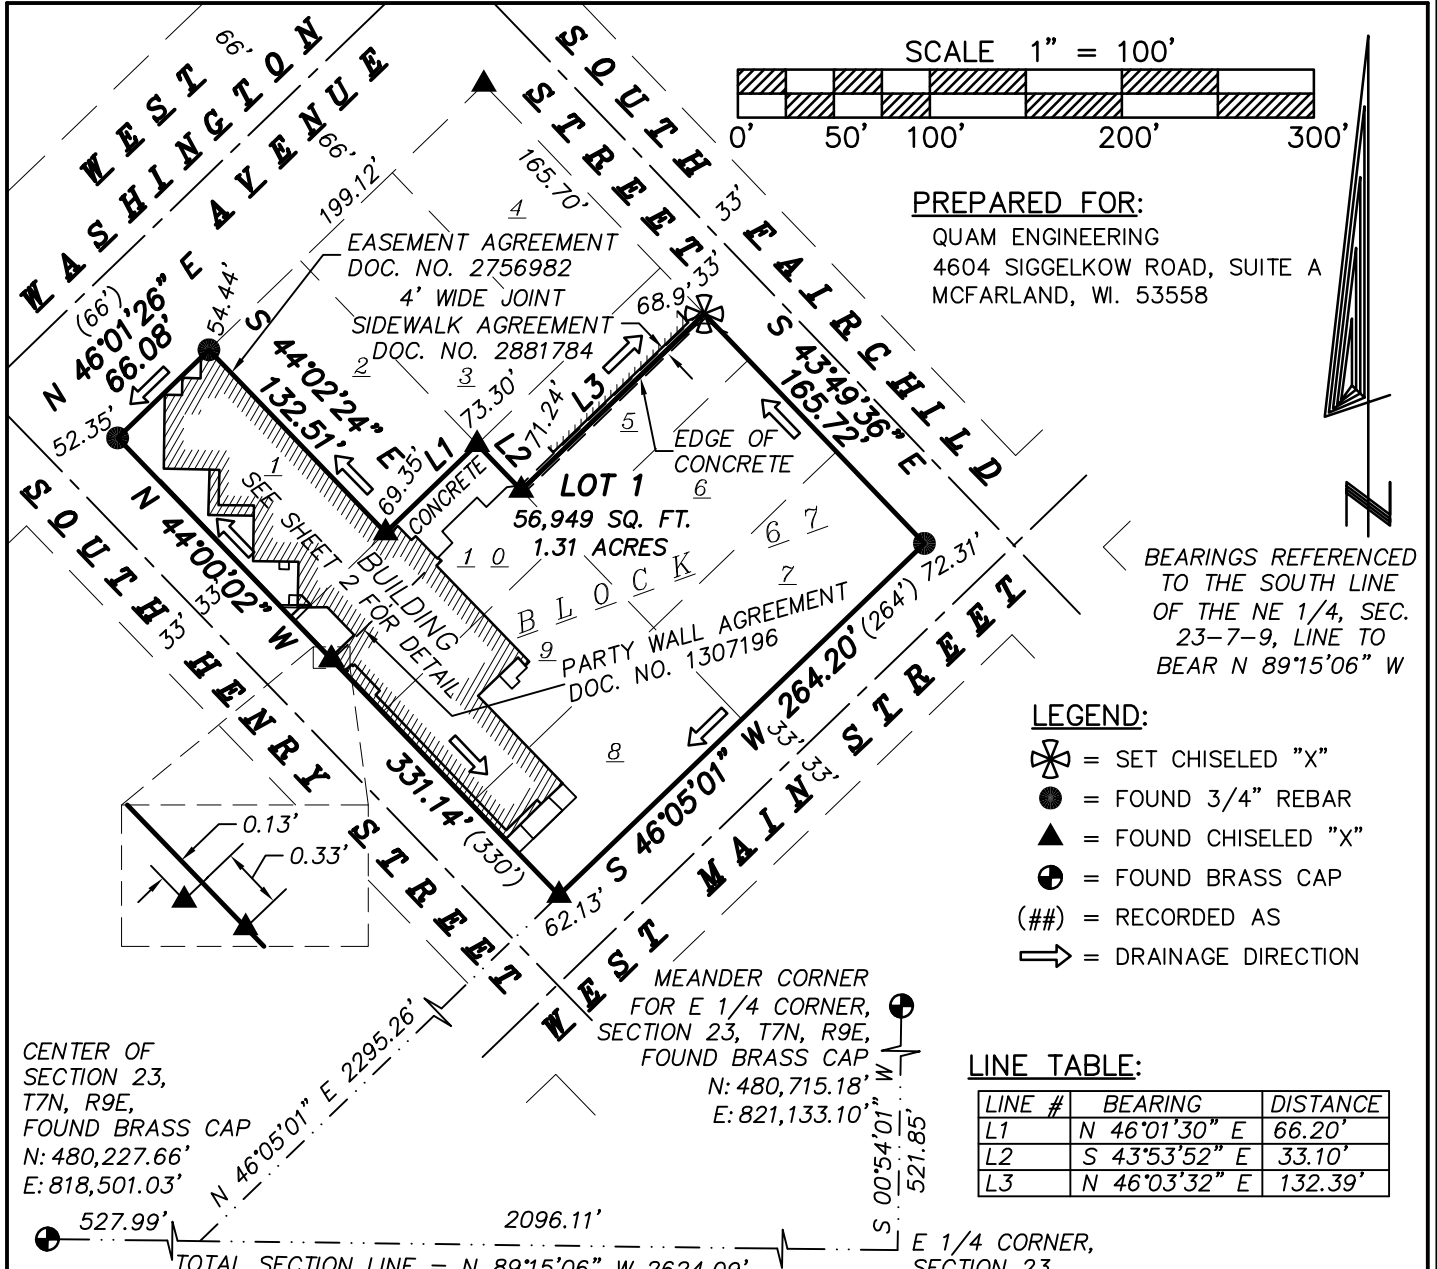 WEST
WASHINGTON
AVENUE
66'
66'
SOUTH FAIRCHILD
STREET
33'
33'
SCALE 1" = 100'
0' 50' 100' 200' 300'
PREPARED FOR:
QUAM ENGINEERING
4604 SIGGELKOW ROAD, SUITE A
MCFARLAND, WI. 53558
199.12'
165.70'
4
EASEMENT AGREEMENT
DOC. NO. 2756982
4' WIDE JOINT
SIDEWALK AGREEMENT
DOC. NO. 2881784
68.9'
(66')
N 46°01'26" E
66.08'
54.44'
52.35'
S 44°02'24" E
132.51'
2
3
73.30'
L1
69.35'
L2
71.24'
L3
5
EDGE OF
CONCRETE
6
S 43°49'36" E
165.72'
CONCRETE
LOT 1
56,949 SQ. FT.
1.31 ACRES
1
SEE SHEET 2
FOR DETAIL
BUILDING
10
BLOCK 67
7
9
PARTY WALL AGREEMENT
DOC. NO. 1307196
8
N 44°00'02" W
331.14' (330')
33'
33'
SOUTH HENRY STREET
S 46°05'01" W 264.20' (264')
72.31'
62.13'
33'
33'
WEST MAIN STREET
BEARINGS REFERENCED
TO THE SOUTH LINE
OF THE NE 1/4, SEC.
23-7-9, LINE TO
BEAR N 89°15'06" W
N
LEGEND:
= SET CHISELED "X"
= FOUND 3/4" REBAR
= FOUND CHISELED "X"
= FOUND BRASS CAP
(##) = RECORDED AS
= DRAINAGE DIRECTION
0.13'
0.33'
MEANDER CORNER
FOR E 1/4 CORNER,
SECTION 23, T7N, R9E,
FOUND BRASS CAP
N: 480,715.18'
E: 821,133.10'
CENTER OF
SECTION 23,
T7N, R9E,
FOUND BRASS CAP
N: 480,227.66'
E: 818,501.03'
N 46°05'01" E 2295.26'
S 00°54'01" W
521.85'
LINE TABLE:
LINE # BEARING DISTANCE
L1 N 46°01'30" E 66.20'
L2 S 43°53'52" E 33.10'
L3 N 46°03'32" E 132.39'
527.99'
2096.11'
TOTAL SECTION LINE = N 89°15'06" W 2624.09'
E 1/4 CORNER,
SECTION 23